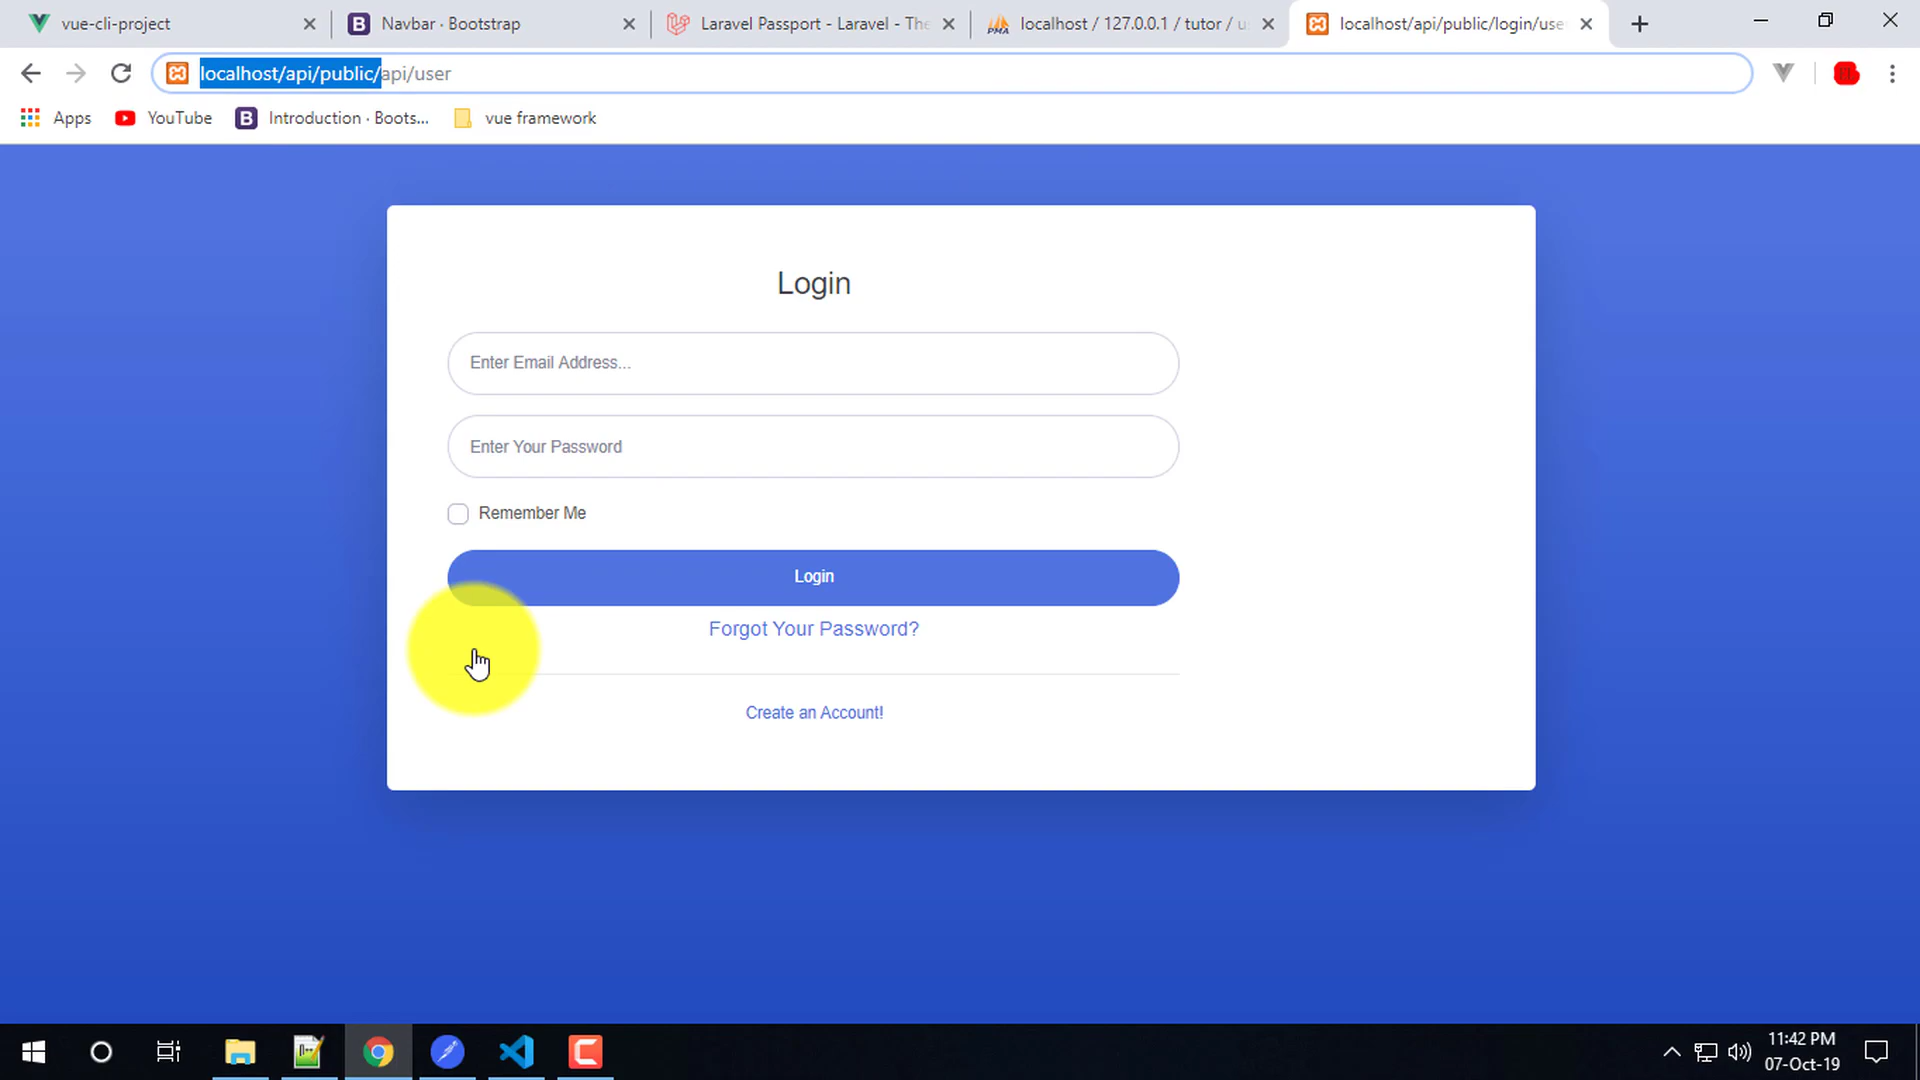 vue-cli-project
Navbar · Bootstrap
Laravel Passport - Laravel - The
localhost / 127.0.0.1 / tutor / u
localhost/api/public/login/use
localhost/api/public/api/user
Apps
YouTube
Introduction · Boots...
vue framework
Login
Enter Email Address...
Enter Your Password
Remember Me
Login
Forgot Your Password?
Create an Account!
11:42 PM
07-Oct-19